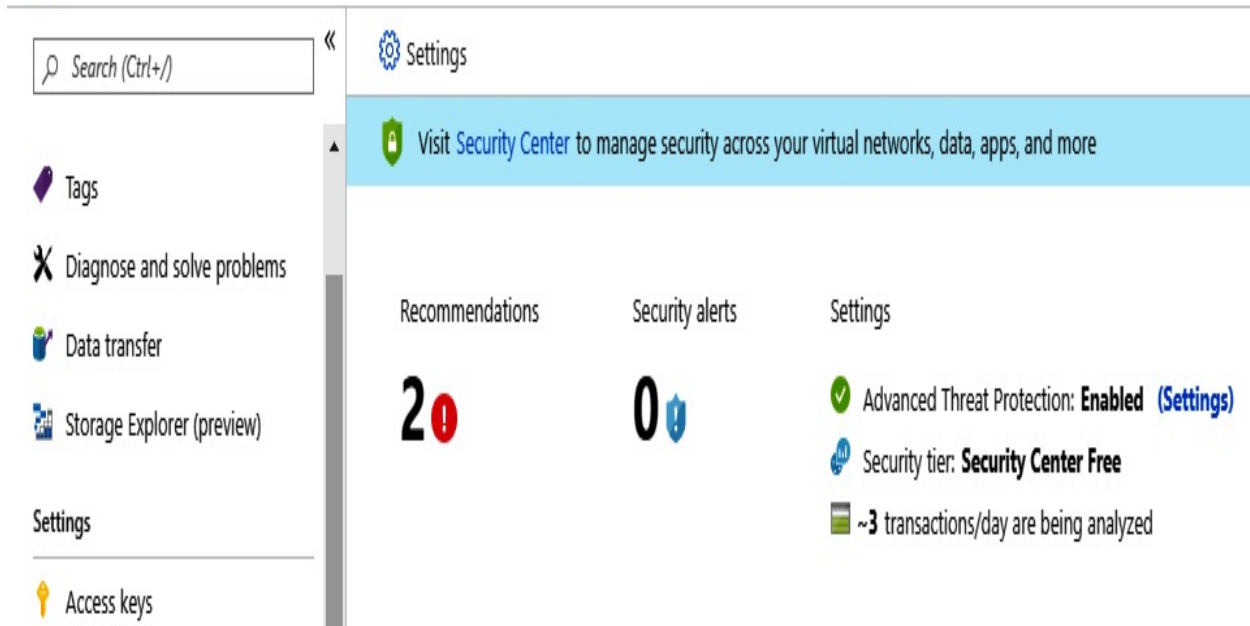 Search (Ctrl+/)
«
Tags
Diagnose and solve problems
Data transfer
Storage Explorer (preview)
Settings
Access keys
Settings
Visit Security Center to manage security across your virtual networks, data, apps, and more
Recommendations
2
Security alerts
0
Settings
Advanced Threat Protection: Enabled (Settings)
Security tier: Security Center Free
~3 transactions/day are being analyzed